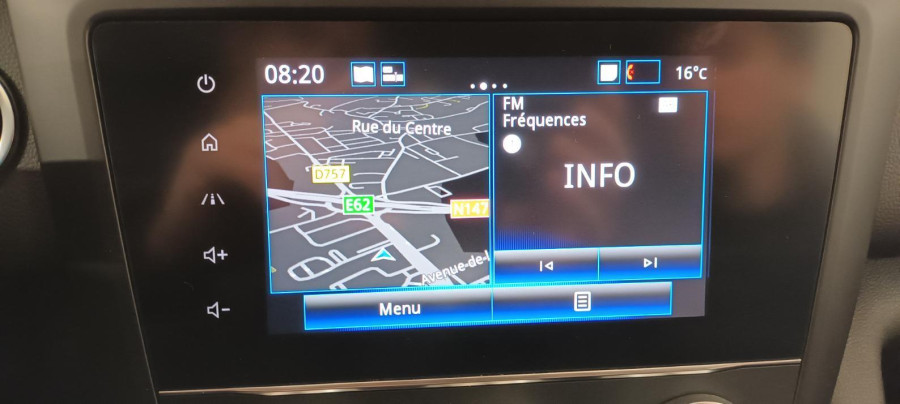 08:20
16°c
Rue du Centre
D757
E62
N147
Avenue-de-l
FM
Fréquences
INFO
Menu